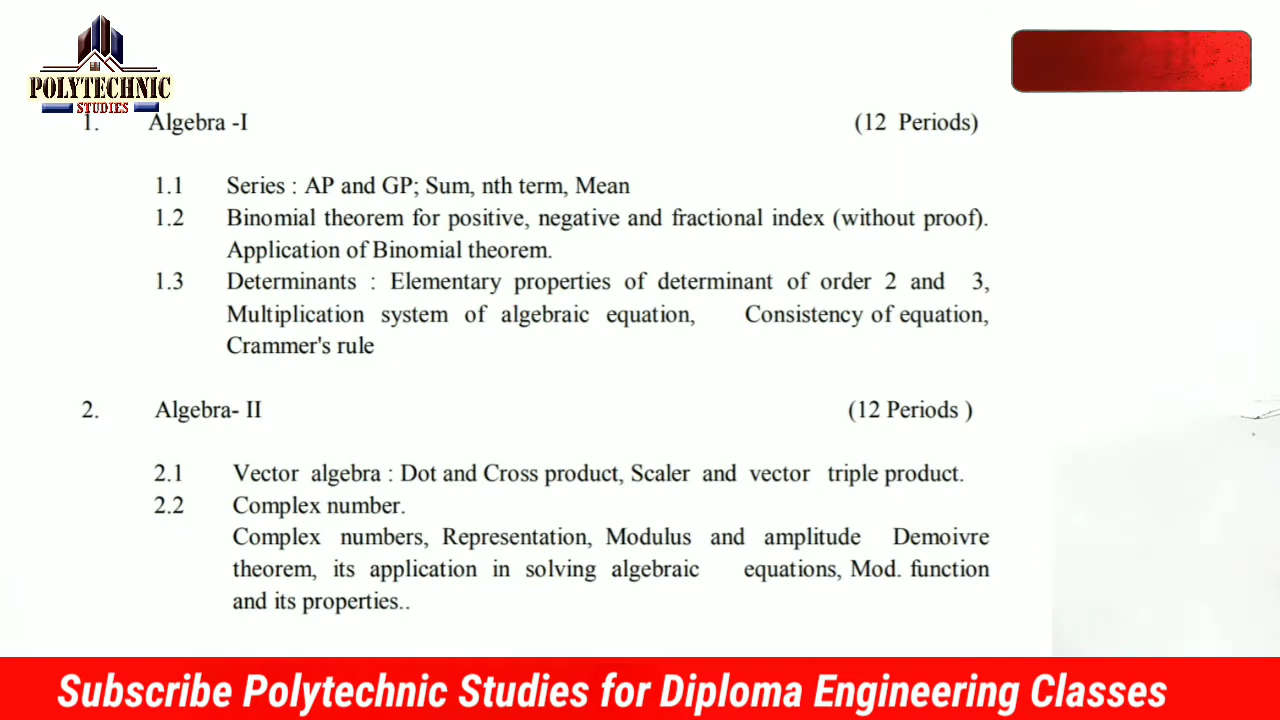 POLYTECHNIC
STUDIES
1. Algebra -I (12 Periods)
1.1 Series : AP and GP; Sum, nth term, Mean
1.2 Binomial theorem for positive, negative and fractional index (without proof).
Application of Binomial theorem.
1.3 Determinants : Elementary properties of determinant of order 2 and 3,
Multiplication system of algebraic equation, Consistency of equation,
Crammer's rule
2. Algebra- II (12 Periods )
2.1 Vector algebra : Dot and Cross product, Scaler and vector triple product.
2.2 Complex number.
Complex numbers, Representation, Modulus and amplitude Demoivre
theorem, its application in solving algebraic equations, Mod. function
and its properties..
Subscribe Polytechnic Studies for Diploma Engineering Classes